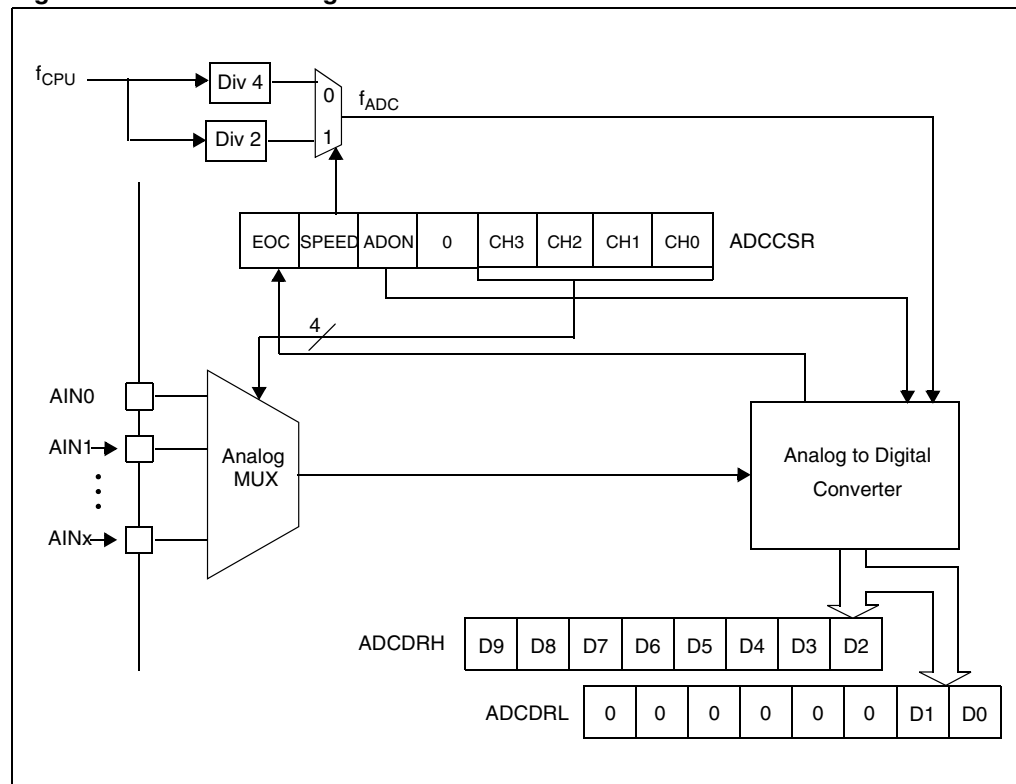 f_CPU
Div 4
0
f_ADC
Div 2
1
EOC SPEED ADON 0 CH3 CH2 CH1 CH0 ADCCSR
4
AIN0
AIN1
AINx
Analog
MUX
Analog to Digital
Converter
ADCDRH D9 D8 D7 D6 D5 D4 D3 D2
ADCDRL 0 0 0 0 0 0 D1 D0